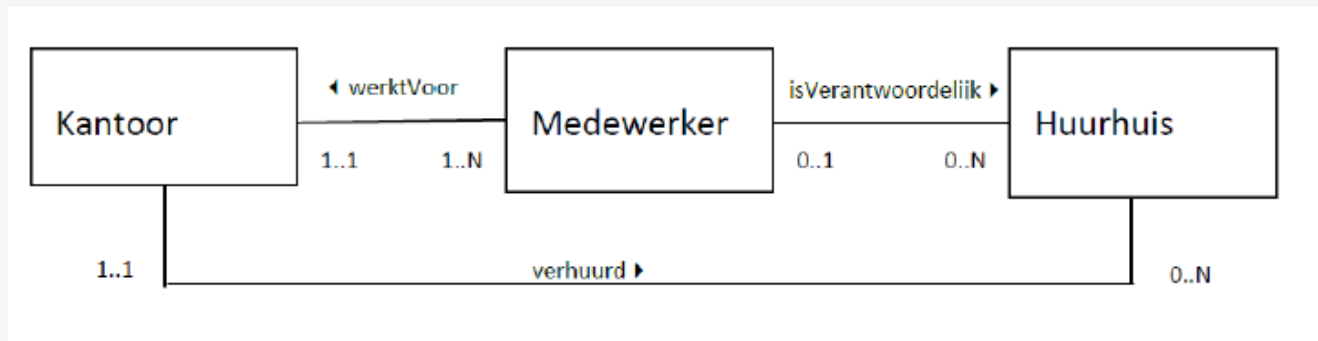 ◀ werktVoor
isVerantwoordelijk ▶
Kantoor
Medewerker
Huurhuis
1..1
1..N
0..1
0..N
1..1
verhuurd ▶
0..N